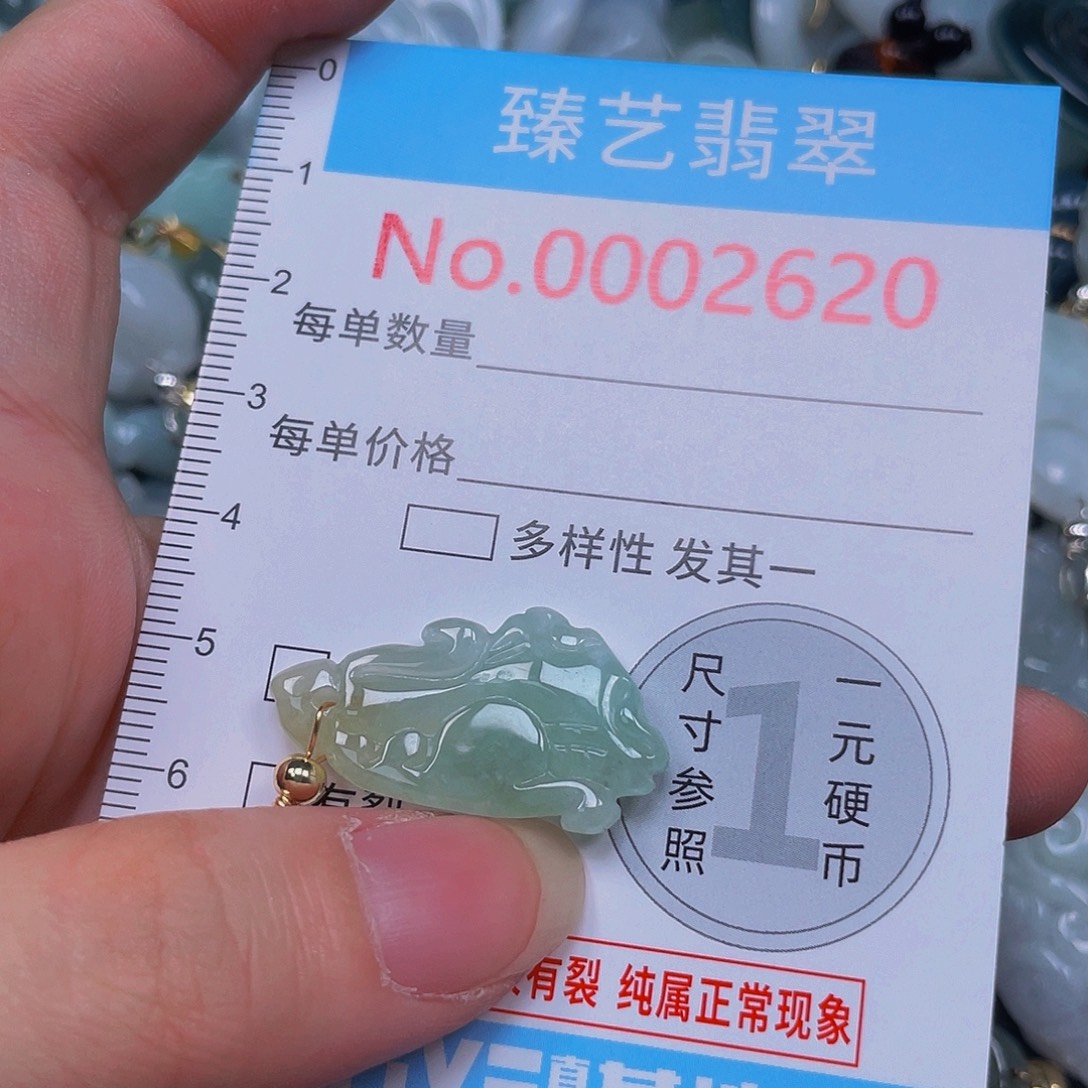 0
臻艺翡翠
1
No.0002620
2
每单数量
3
每单价格
4
多样性 发其一
5
尺寸参照
1
一元硬币
6
有裂
有裂 纯属正常现象